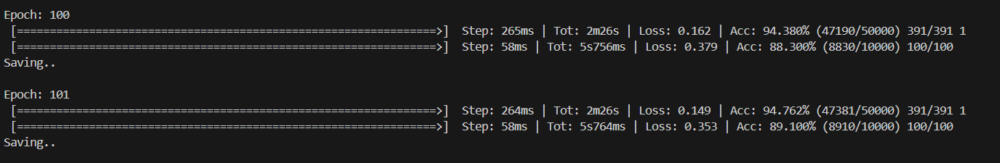 Epoch: 100
[================================================================>] Step: 265ms | Tot: 2m26s | Loss: 0.162 | Acc: 94.380% (47190/50000) 391/391 1
[================================================================>] Step: 58ms | Tot: 5s756ms | Loss: 0.379 | Acc: 88.300% (8830/10000) 100/100
Saving..
Epoch: 101
[================================================================>] Step: 264ms | Tot: 2m26s | Loss: 0.149 | Acc: 94.762% (47381/50000) 391/391 1
[================================================================>] Step: 58ms | Tot: 5s764ms | Loss: 0.353 | Acc: 89.100% (8910/10000) 100/100
Saving..